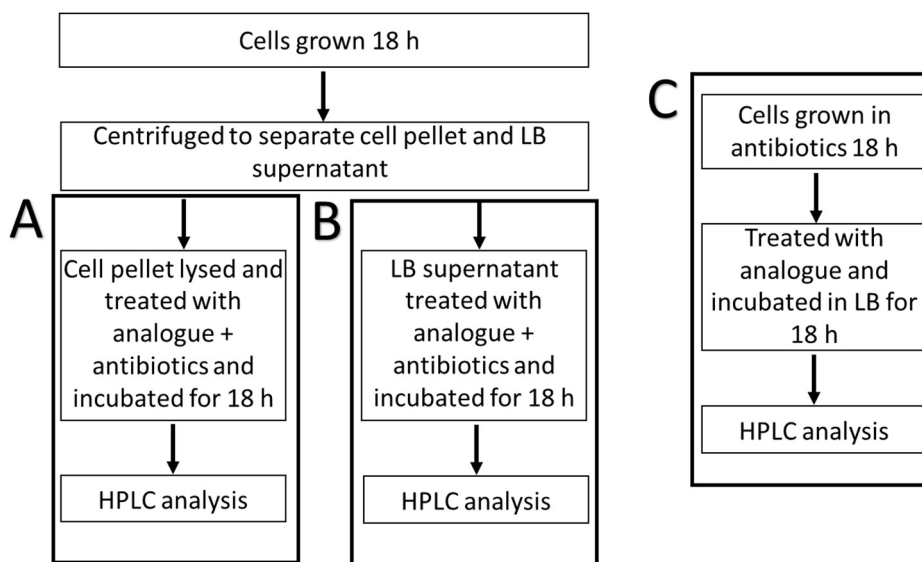 Cells grown 18 h
Centrifuged to separate cell pellet and LB
supernatant
A
Cell pellet lysed and
treated with
analogue +
antibiotics and
incubated for 18 h
HPLC analysis
B
LB supernatant
treated with
analogue +
antibiotics and
incubated for 18 h
HPLC analysis
C
Cells grown in
antibiotics 18 h
Treated with
analogue and
incubated in LB for
18 h
HPLC analysis